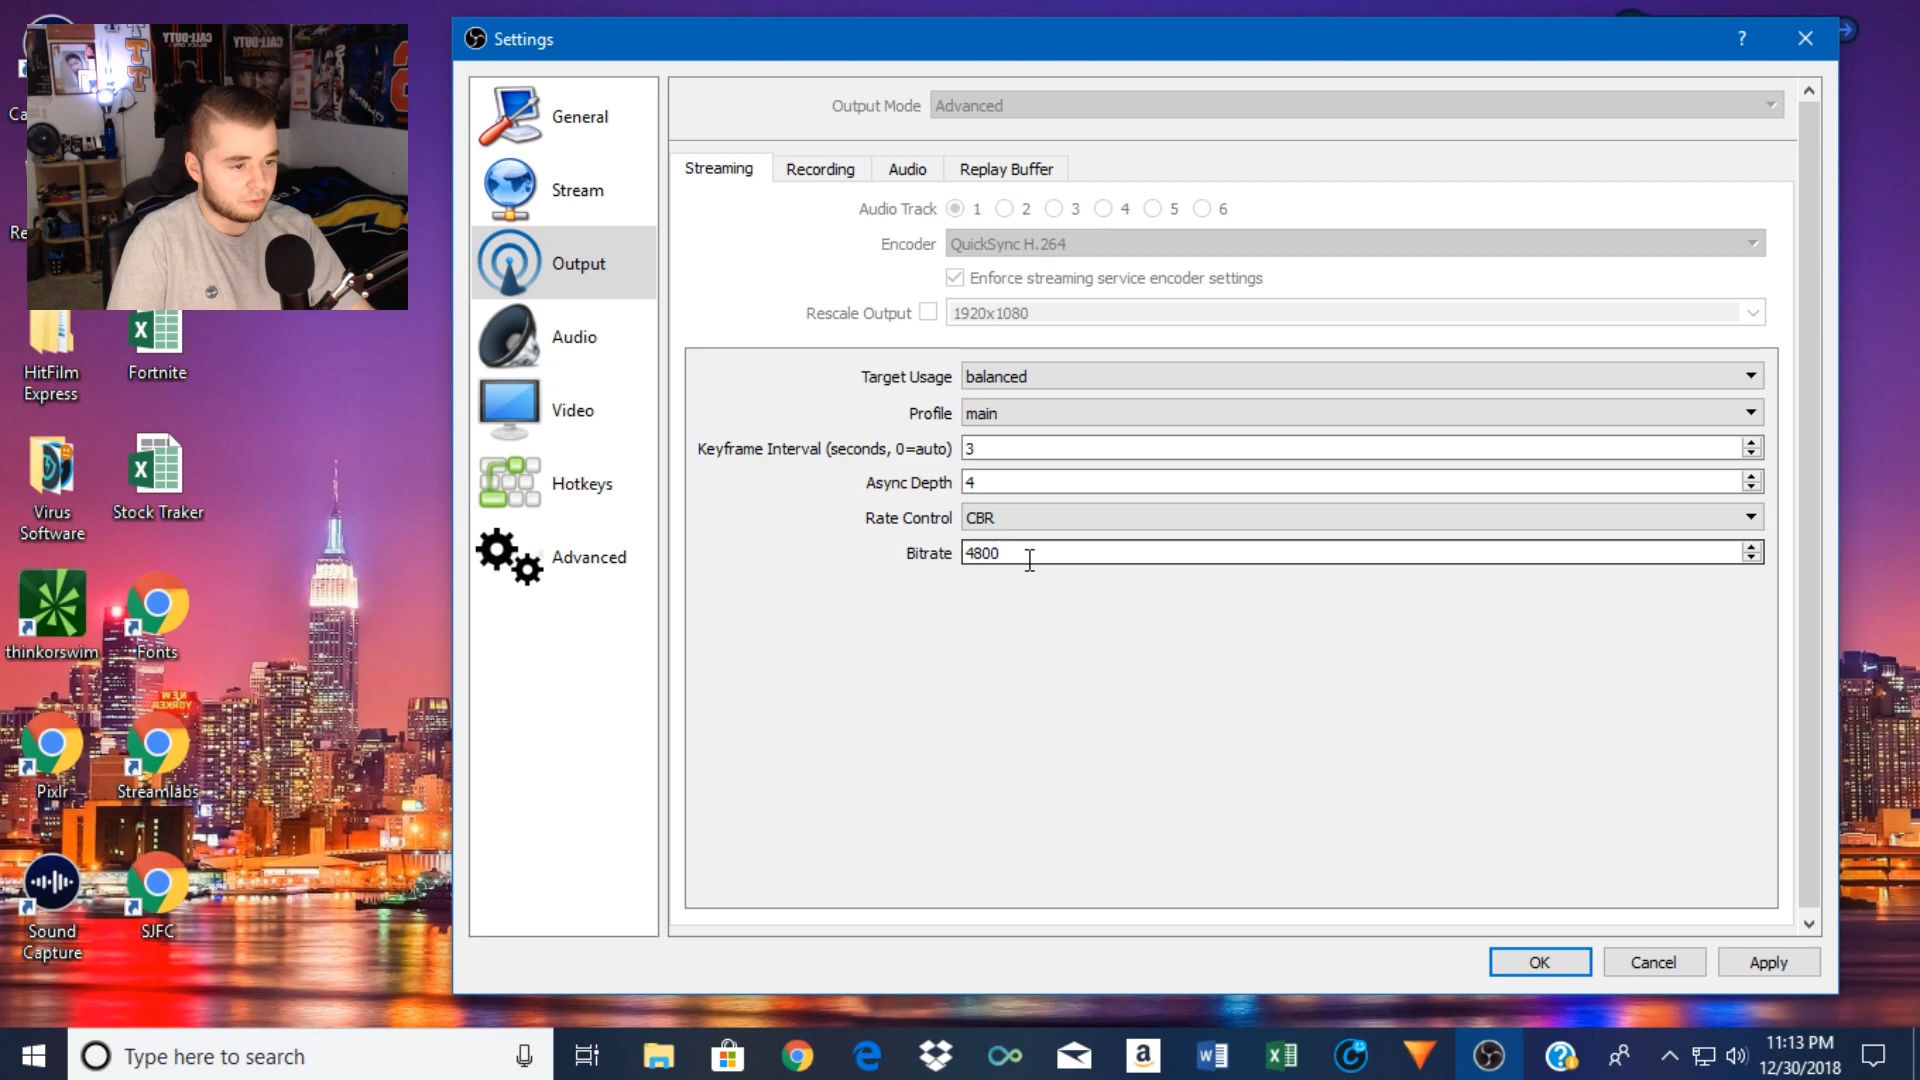 Settings
?
General
Stream
Output
Audio
Video
Hotkeys
Advanced
Output Mode Advanced
Streaming Recording Audio Replay Buffer
Audio Track 1 2 3 4 5 6
Encoder QuickSync H.264
Enforce streaming service encoder settings
Rescale Output 1920x1080
Target Usage balanced
Profile main
Keyframe Interval (seconds, 0=auto) 3
Async Depth 4
Rate Control CBR
Bitrate 4800
OK Cancel Apply
Ca
Re
HitFilm Express
Fortnite
Virus Software
Stock Traker
thinkorswim
Fonts
Pixlr
Streamlabs
Sound Capture
SJFC
NEW
YORKER
Type here to search
11:13 PM
12/30/2018